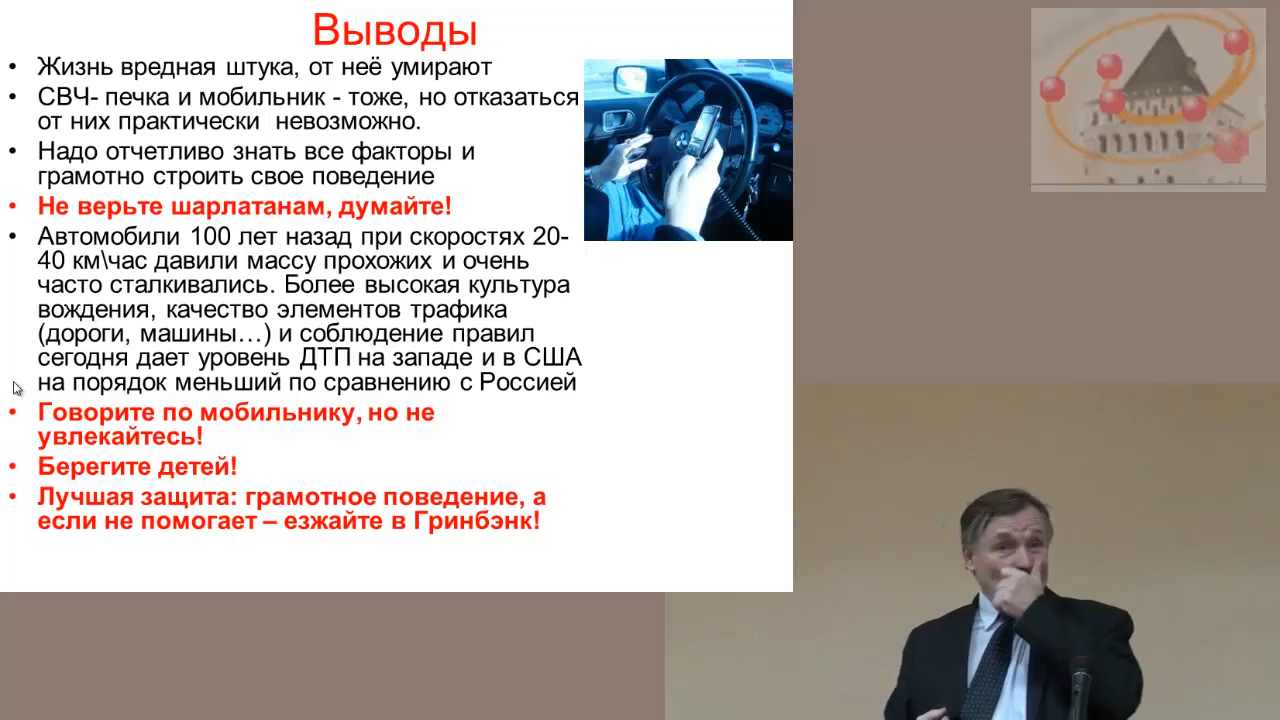 Выводы
• Жизнь вредная штука, от неё умирают
• СВЧ- печка и мобильник - тоже, но отказаться
от них практически невозможно.
• Надо отчетливо знать все факторы и
грамотно строить свое поведение
• Не верьте шарлатанам, думайте!
• Автомобили 100 лет назад при скоростях 20-
40 км\час давили массу прохожих и очень
часто сталкивались. Более высокая культура
вождения, качество элементов трафика
(дороги, машины…) и соблюдение правил
сегодня дает уровень ДТП на западе и в США
на порядок меньший по сравнению с Россией
• Говорите по мобильнику, но не
увлекайтесь!
• Берегите детей!
• Лучшая защита: грамотное поведение, а
если не помогает – езжайте в Гринбэнк!